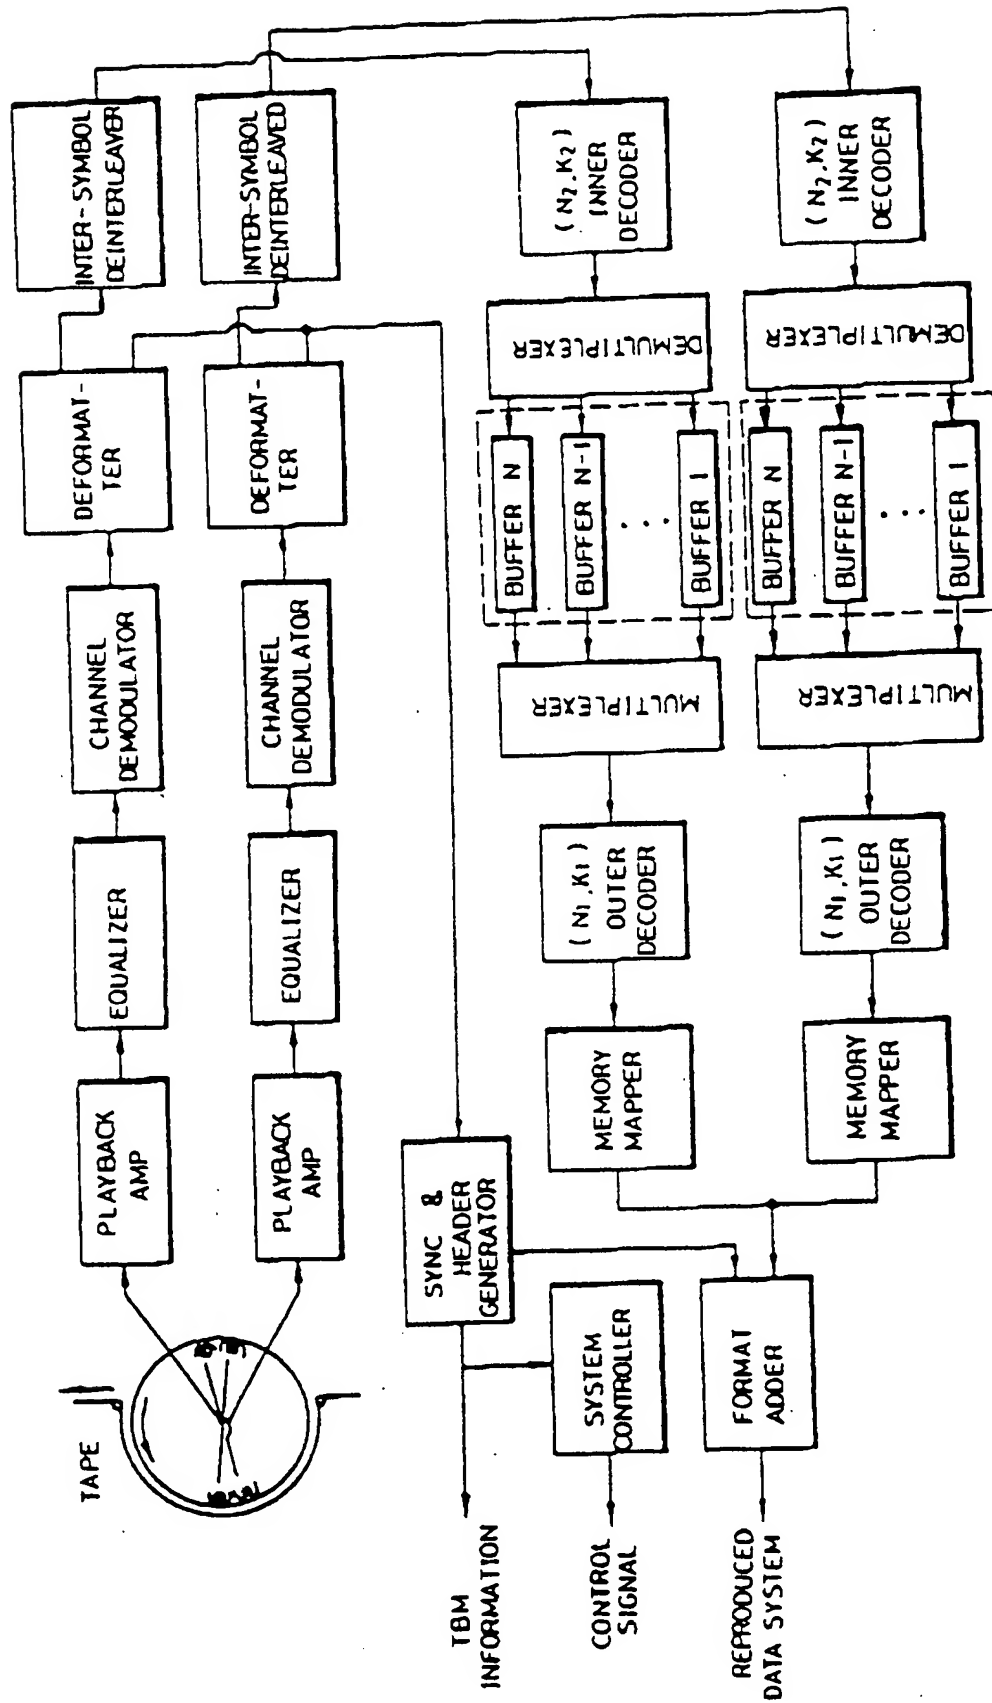 TAPE
PLAYBACK
AMP
EQUALIZER
CHANNEL
DEMODULATOR
DEFORMAT-
TER
INTER-SYMBOL
DEINTERLEAVER
PLAYBACK
AMP
EQUALIZER
CHANNEL
DEMODULATOR
DEFORMAT-
TER
INTER-SYMBOL
DEINTERLEAVED
TBM
INFORMATION
SYNC &
HEADER
GENERATOR
CONTROL
SIGNAL
SYSTEM
CONTROLLER
REPRODUCED
DATA SYSTEM
FORMAT
ADDER
MEMORY
MAPPER
(N₁,K₁)
OUTER
DECODER
MULTIPLEXER
BUFFER N
BUFFER N-1
...
BUFFER 1
DEMULTIPLEXER
(N₂,K₂)
INNER
DECODER
MEMORY
MAPPER
(N₁,K₁)
OUTER
DECODER
MULTIPLEXER
BUFFER N
BUFFER N-1
...
BUFFER 1
DEMULTIPLEXER
(N₂,K₂)
INNER
DECODER